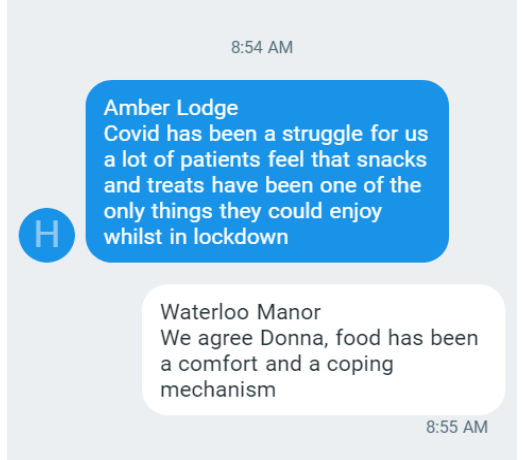 8:54 AM
Amber Lodge
Covid has been a struggle for us
a lot of patients feel that snacks
and treats have been one of the
only things they could enjoy
whilst in lockdown
H
Waterloo Manor
We agree Donna, food has been
a comfort and a coping
mechanism
8:55 AM